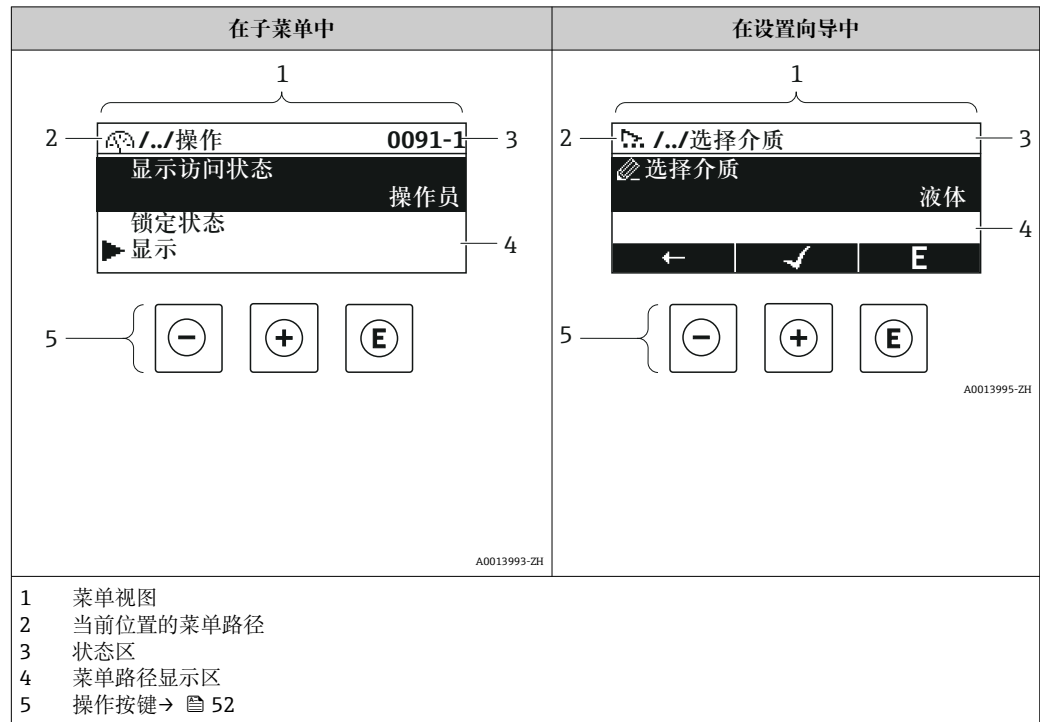 在子菜单中
在设置向导中
1
2
/../操作 0091-1
3
显示访问状态
操作员
锁定状态
显示
4
5
- + E
A0013993-ZH
1
2
/../选择介质
3
选择介质
液体
4
← ✓ E
5
- + E
A0013995-ZH
1 菜单视图
2 当前位置的菜单路径
3 状态区
4 菜单路径显示区
5 操作按键→ 52